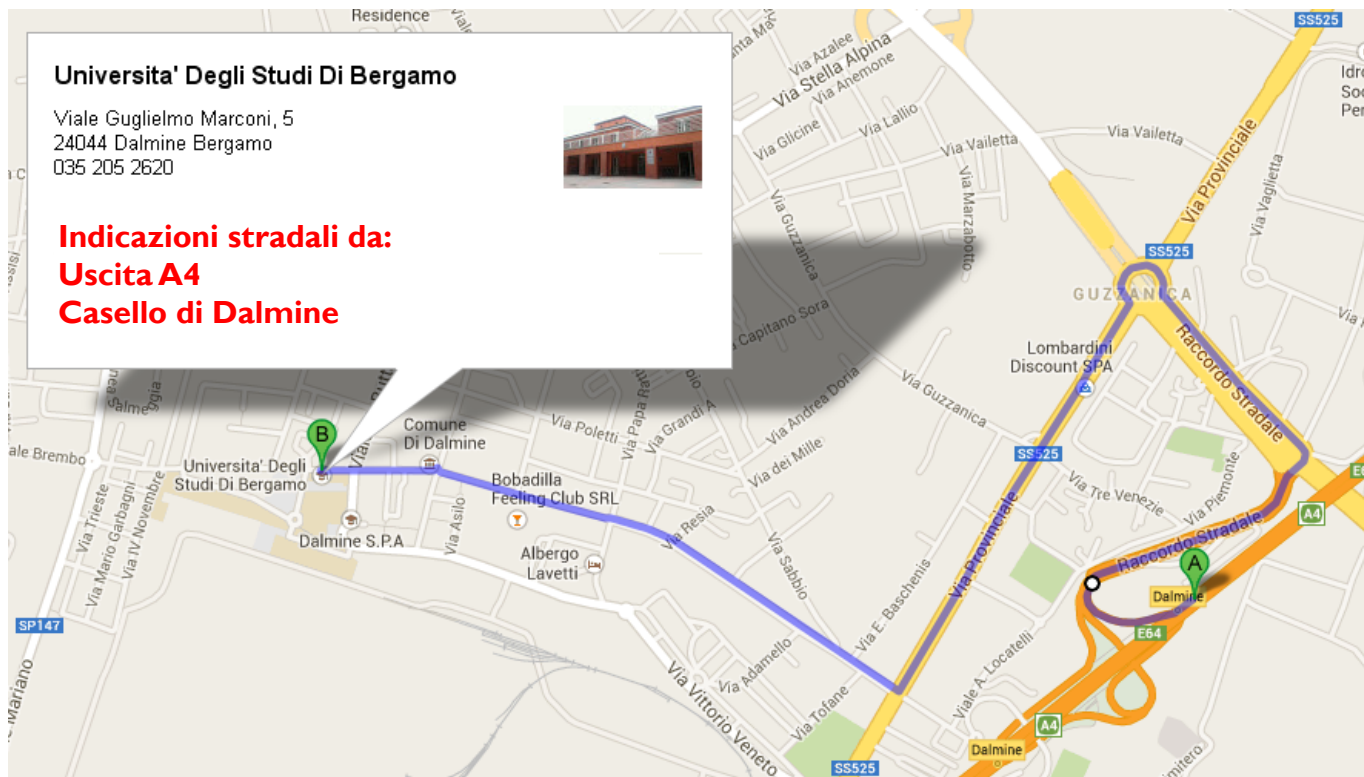 Residence
SS525
Via Azalee
Via Stella Alpina
Via Anemone
Universita' Degli Studi Di Bergamo
Viale Guglielmo Marconi, 5
24044 Dalmine Bergamo
035 205 2620
Indicazioni stradali da:
Uscita A4
Casello di Dalmine
Via Glicine
Via Lallio
Via Vailetta
Via Vailetta
Via Provinciale
Via Vaglietta
Via Marzabotto
Via Guzzanica
SS525
GUZZANICA
Capitano Sora
Raccordo Stradale
Lombardini
Discount SPA
Via Andrea Doria
Via Guzzanica
Via Grandi A
Via Papa
Via Poletti
Via dei Mille
B
Comune
Di Dalmine
Universita' Degli
Studi Di Bergamo
Brembo
Bobadilla
Feeling Club SRL
SS525
Via Tre Venezie
Via Piemonte
A4
Via Trieste
Via Mario Garbagni
Via IV Novembre
Dalmine S.P.A
Via Asilo
Via Resia
Via Sabbio
Via Provinciale
Raccordo Stradale
A
Dalmine
Albergo
Lavetti
Via E. Baschenis
E64
SP147
Mariano
Via Adamello
Via Tofane
Viale A. Locatelli
Via Vittorio Veneto
A4
Dalmine
SS525